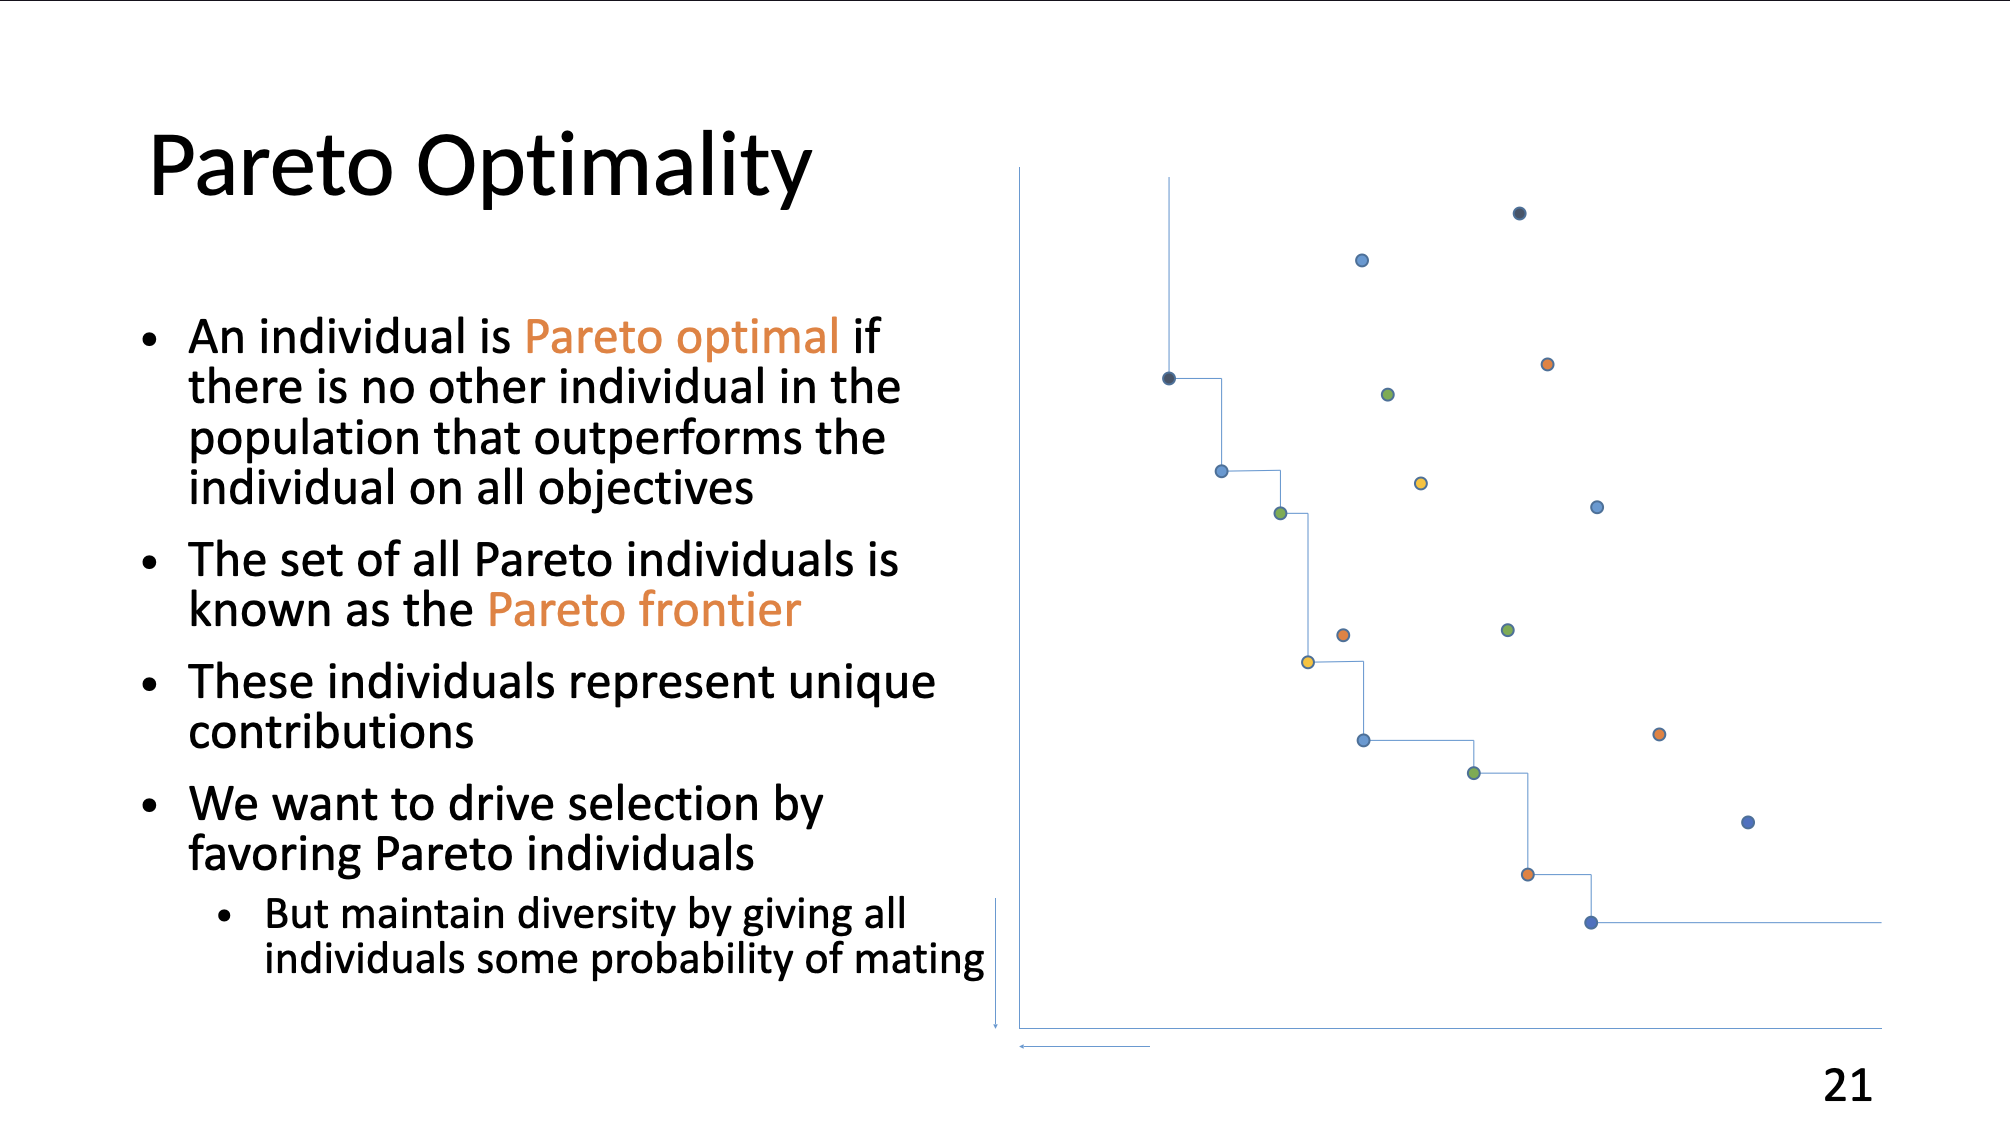 Pareto Optimality
• An individual is Pareto optimal if
there is no other individual in the
population that outperforms the
individual on all objectives
• The set of all Pareto individuals is
known as the Pareto frontier
• These individuals represent unique
contributions
• We want to drive selection by
favoring Pareto individuals
• But maintain diversity by giving all
individuals some probability of mating
21